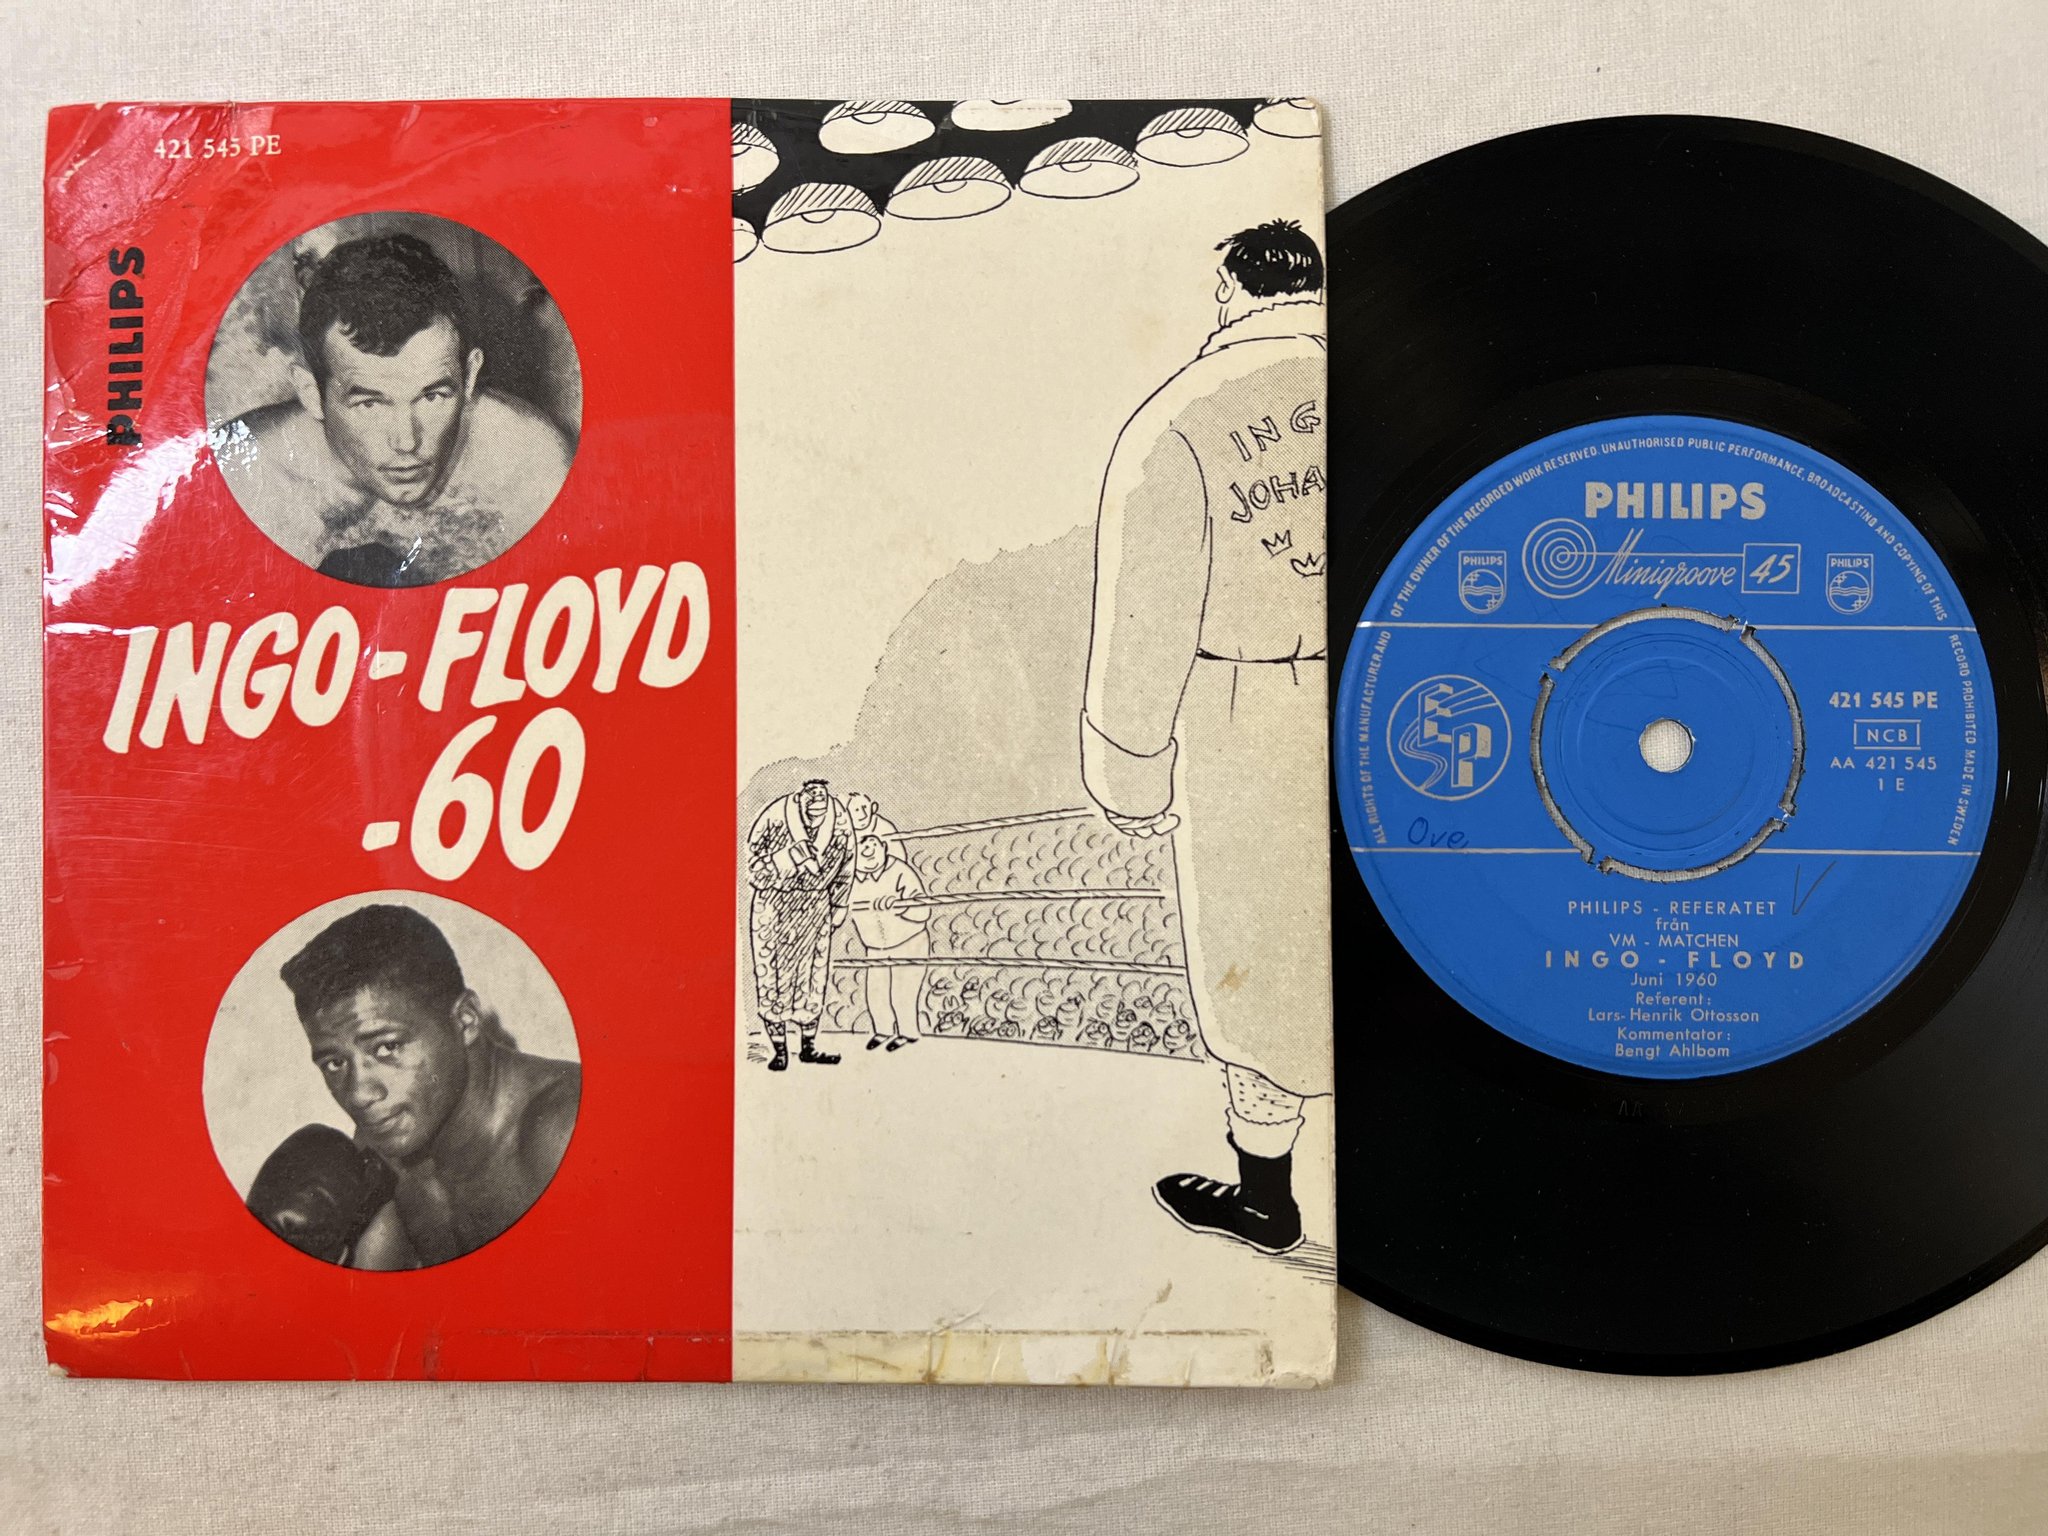 421 545 PE
PHILIPS
INGO-FLOYD
-60
ING
JOHA
ALL RIGHTS OF THE MANUFACTURER AND OF THE OWNER OF THE RECORDED WORK RESERVED. UNAUTHORISED PUBLIC PERFORMANCE, BROADCASTING AND COPYING OF THIS RECORD PROHIBITED MADE IN SWEDEN
PHILIPS
Minigroove 45
PHILIPS
PHILIPS
EP
421 545 PE
NCB
AA 421 545
1 E
Ove
V
PHILIPS - REFERATET
från
VM - MATCHEN
INGO - FLOYD
Juni 1960
Referent:
Lars-Henrik Ottosson
Kommentator:
Bengt Ahlbom